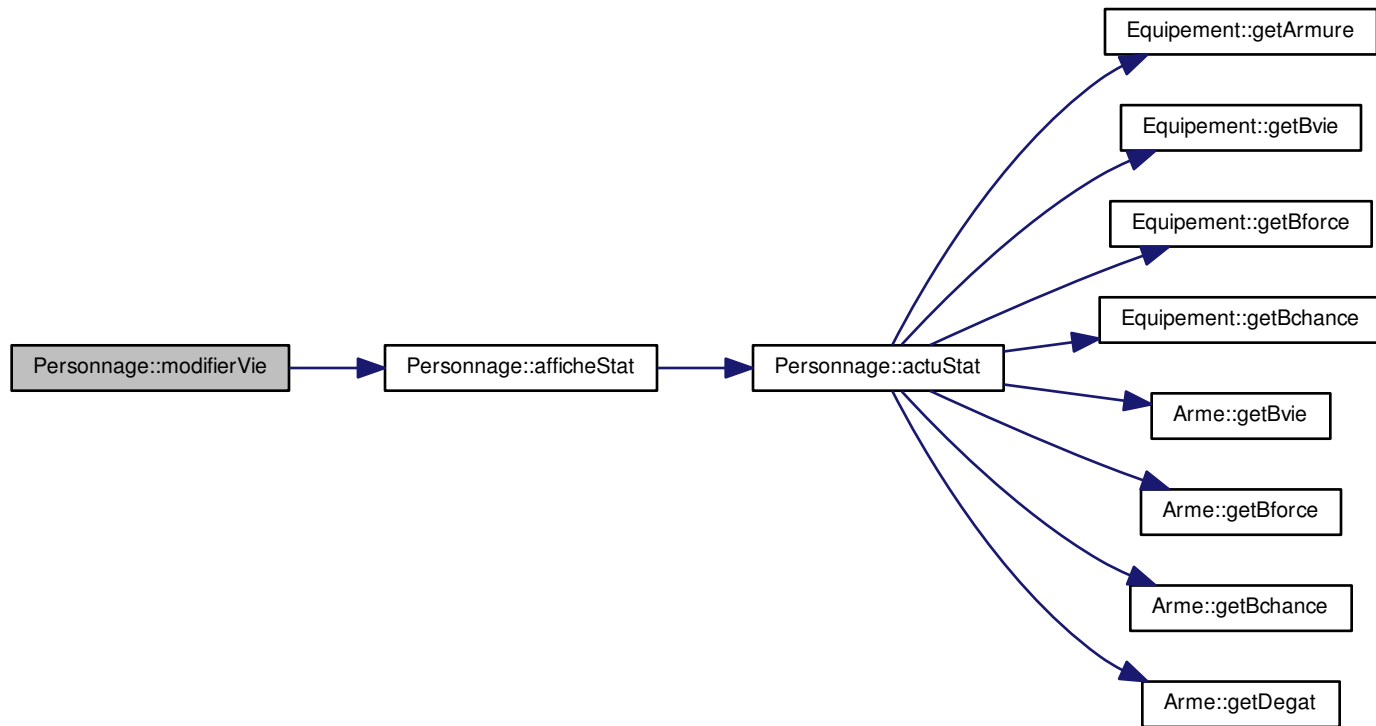 Equipement::getArmure
Equipement::getBvie
Equipement::getBforce
Equipement::getBchance
Personnage::modifierVie
Personnage::afficheStat
Personnage::actuStat
Arme::getBvie
Arme::getBforce
Arme::getBchance
Arme::getDegat